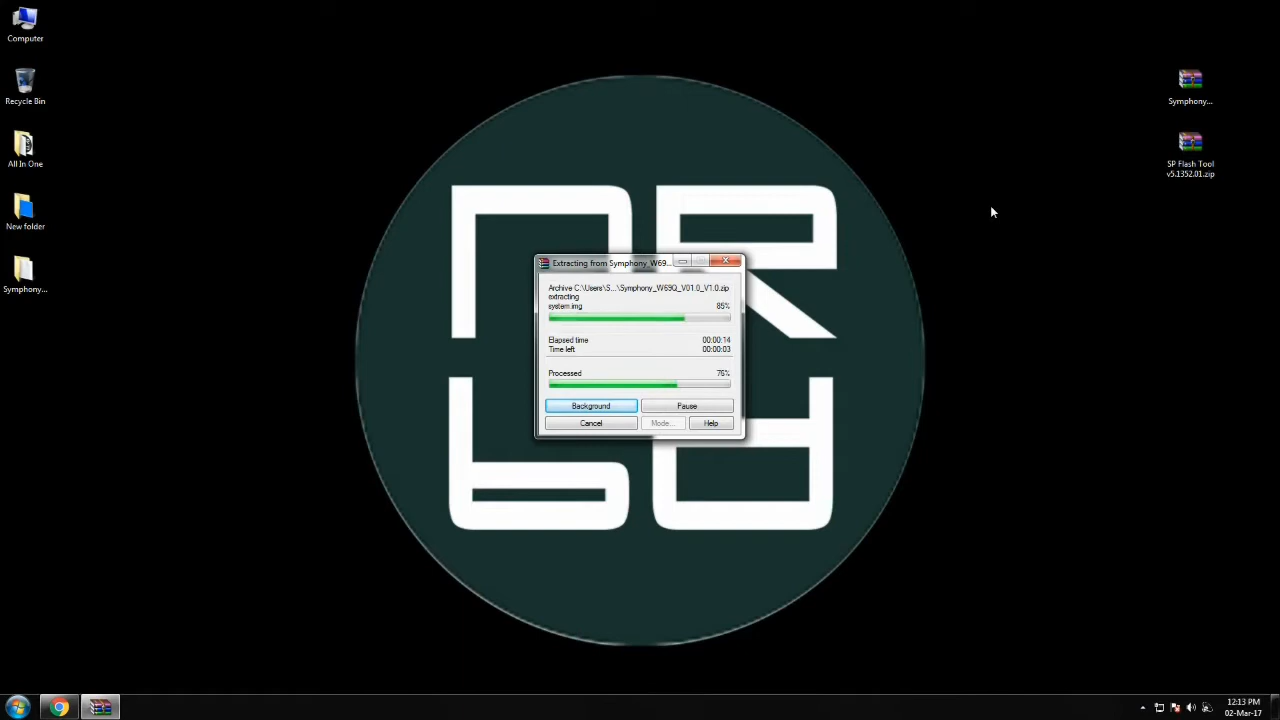 Computer
Recycle Bin
All In One
New folder
Symphony...
Symphony...
SP Flash Tool
v5.1352.01.zip
Extracting from Symphony_W69...
Archive C:\Users\S...\Symphony_W69Q_V01.0_V1.0.zip
extracting
system.img 85%
Elapsed time 00:00:14
Time left 00:00:03
Processed 76%
Background Pause
Cancel Mode... Help
12:13 PM
02-Mar-17